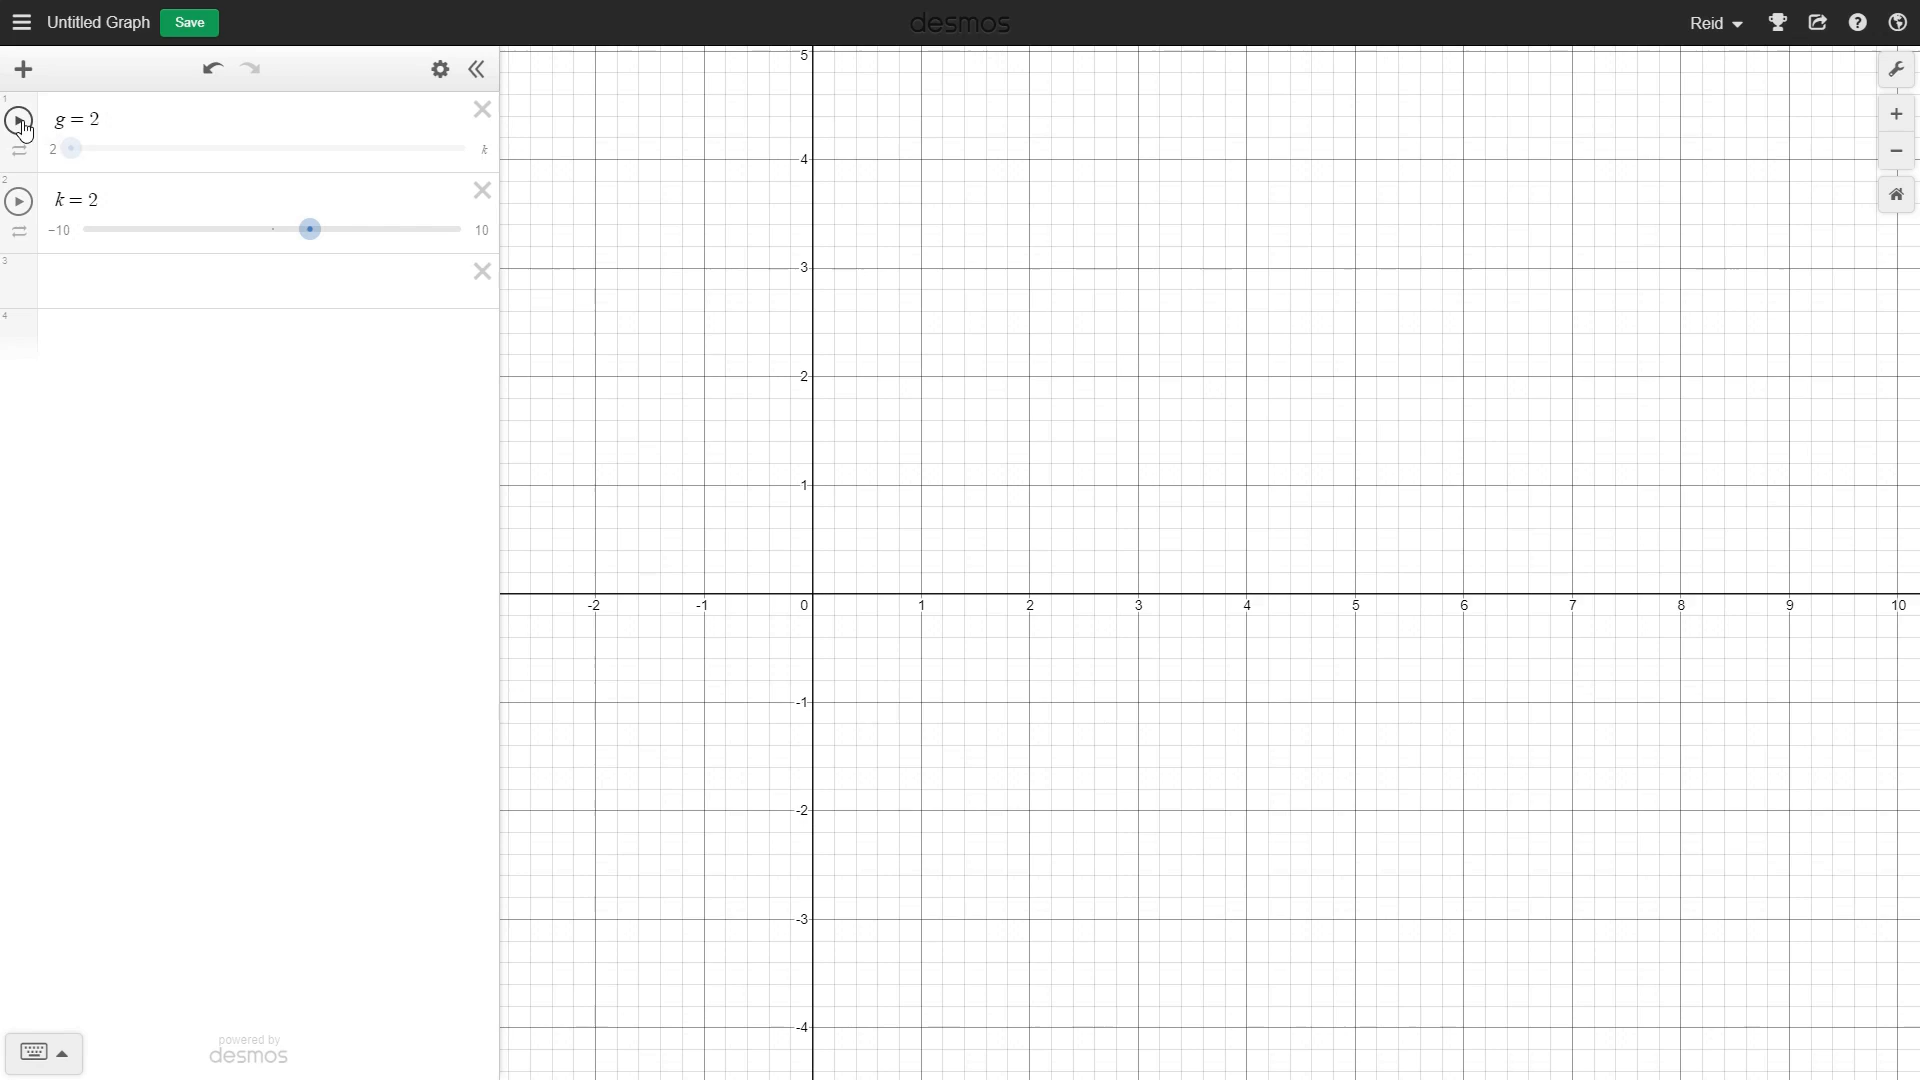 Untitled Graph Save desmos Reid
1
g = 2
2 k
2
k = 2
−10 10
3
4
powered by
desmos
5
4
3
2
1
-2 -1 0 1 2 3 4 5 6 7 8 9 10
-1
-2
-3
-4